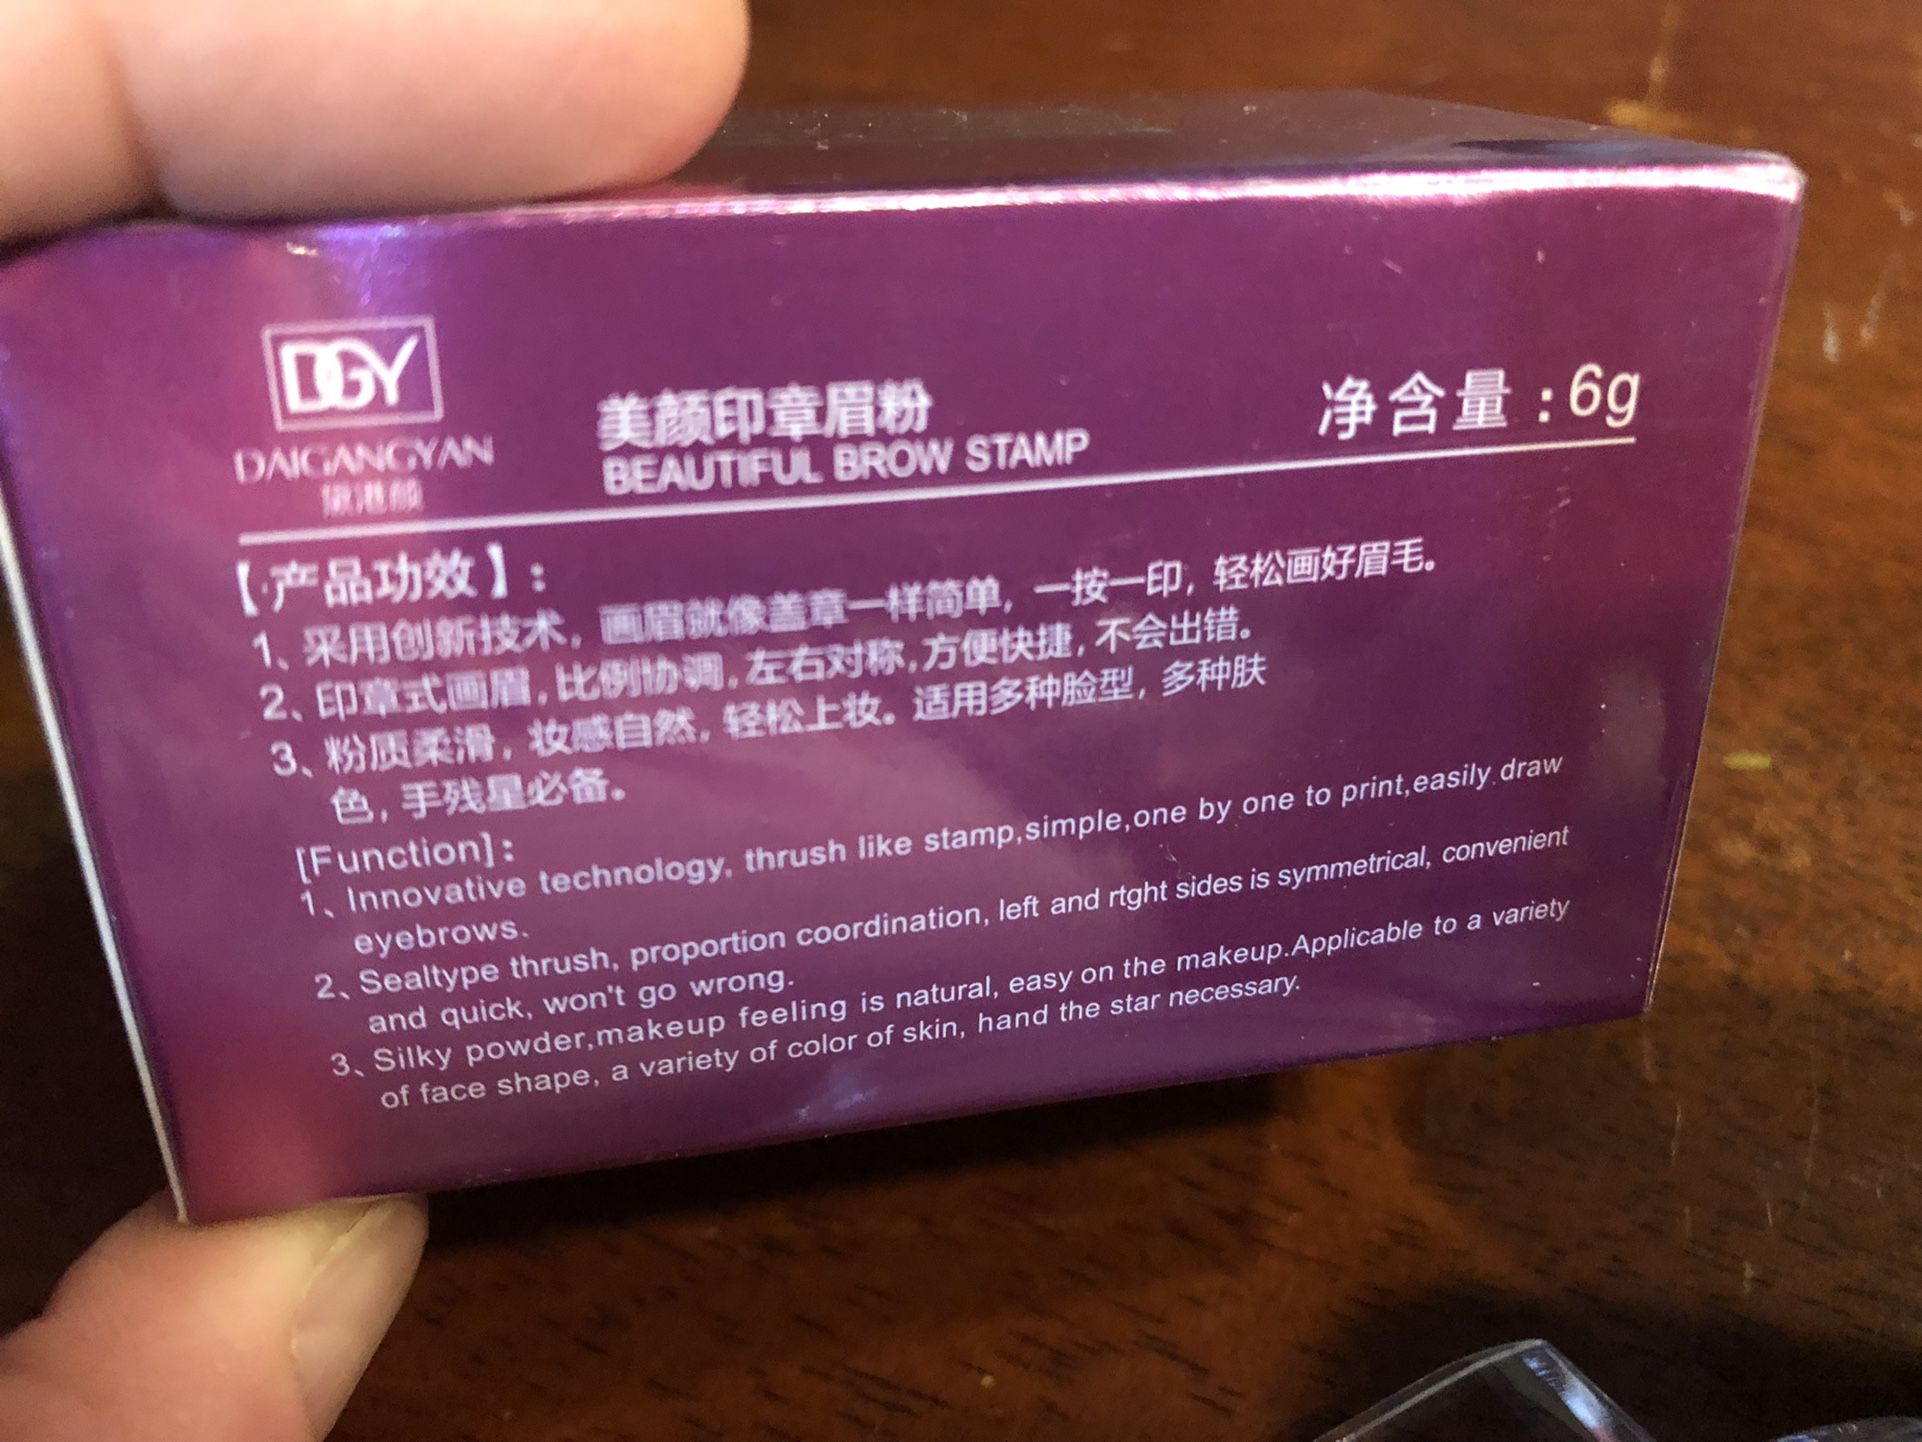 DGY
DAIGANGYAN
黛港颜
美颜印章眉粉
BEAUTIFUL BROW STAMP
净含量:6g
【产品功效】:
1、采用创新技术，画眉就像盖章一样简单，一按一印，轻松画好眉毛。
2、印章式画眉，比例协调，左右对称，方便快捷，不会出错。
3、粉质柔滑，妆感自然，轻松上妆。适用多种脸型，多种肤
色，手残星必备。
[Function]:
1、Innovative technology, thrush like stamp,simple,one by one to print,easily draw
eyebrows.
2、Sealtype thrush, proportion coordination, left and rtght sides is symmetrical, convenient
and quick, won't go wrong.
3、Silky powder,makeup feeling is natural, easy on the makeup.Applicable to a variety
of face shape, a variety of color of skin, hand the star necessary.